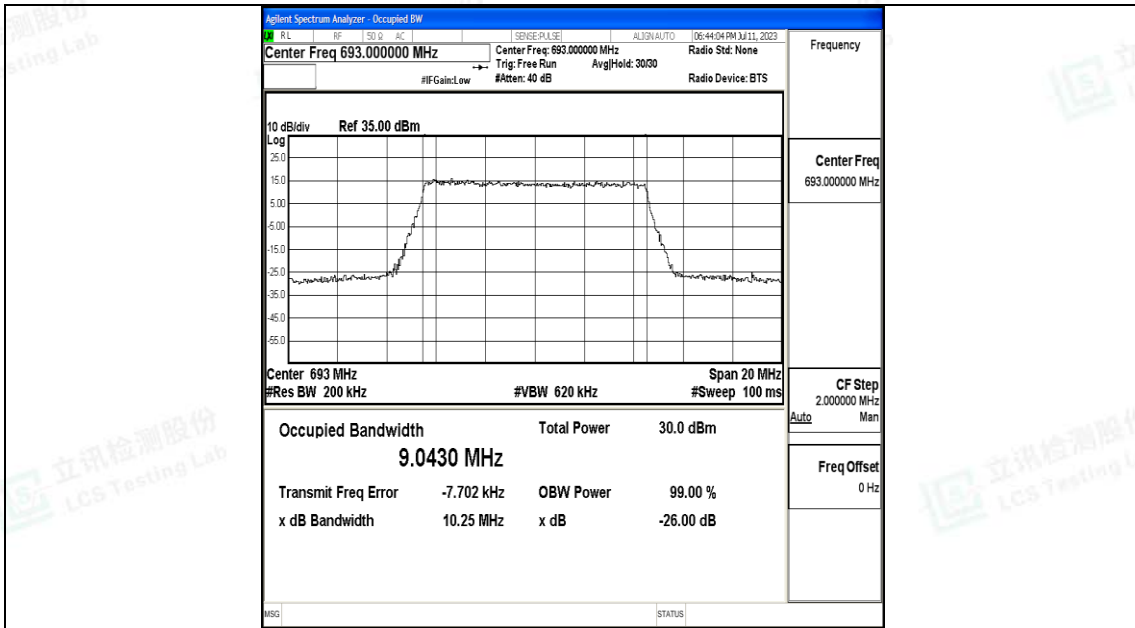 Agilent Spectrum Analyzer - Occupied BW
RL RF 50 Ω AC SENSE:PULSE ALIGN AUTO 06:44:04 PM Jul 11, 2023
Center Freq 693.000000 MHz
Center Freq: 693.000000 MHz Radio Std: None
Trig: Free Run Avg|Hold: 30/30
#IFGain:Low #Atten: 40 dB Radio Device: BTS
10 dB/div Ref 35.00 dBm
Log
25.0
15.0
5.00
-5.00
-15.0
-25.0
-35.0
-45.0
-55.0
Center 693 MHz Span 20 MHz
#Res BW 200 kHz #VBW 620 kHz #Sweep 100 ms
Occupied Bandwidth Total Power 30.0 dBm
9.0430 MHz
Transmit Freq Error -7.702 kHz OBW Power 99.00 %
x dB Bandwidth 10.25 MHz x dB -26.00 dB
MSG STATUS
Frequency
Center Freq
693.000000 MHz
CF Step
2.000000 MHz
Auto Man
Freq Offset
0 Hz
立讯检测股份
LCS Testing Lab
立讯检测股份